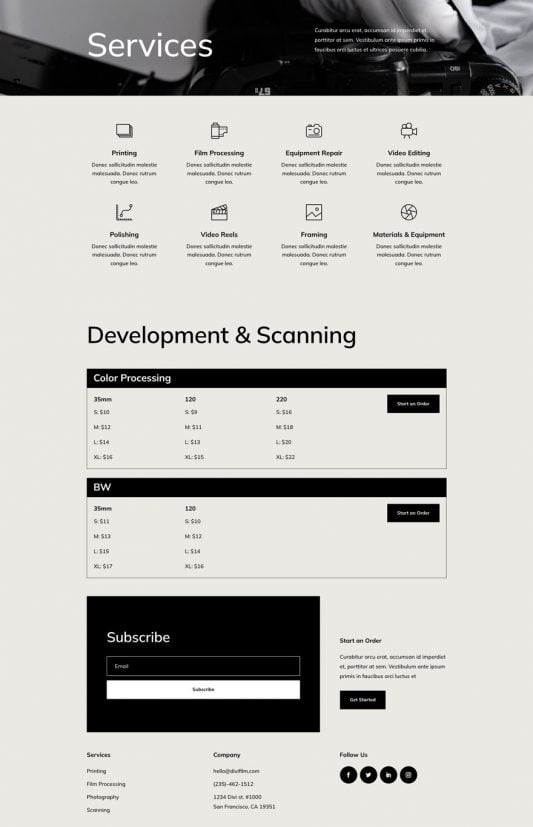 Services
Curabitur arcu erat, accumsan id imperdiet et,
porttitor at sem. Vestibulum ante ipsum primis in
faucibus orci luctus et ultrices posuere cubilia.
67ii
Printing
Donec sollicitudin molestie
malesuada. Donec rutrum
congue leo.
Film Processing
Donec sollicitudin molestie
malesuada. Donec rutrum
congue leo.
Equipment Repair
Donec sollicitudin molestie
malesuada. Donec rutrum
congue leo.
Video Editing
Donec sollicitudin molestie
malesuada. Donec rutrum
congue leo.
Polishing
Donec sollicitudin molestie
malesuada. Donec rutrum
congue leo.
Video Reels
Donec sollicitudin molestie
malesuada. Donec rutrum
congue leo.
Framing
Donec sollicitudin molestie
malesuada. Donec rutrum
congue leo.
Materials & Equipment
Donec sollicitudin molestie
malesuada. Donec rutrum
congue leo.
Development & Scanning
Color Processing
35mm 120 220
Start an Order
S: $10 S: $9 S: $16
M: $12 M: $11 M: $18
L: $14 L: $13 L: $20
XL: $16 XL: $15 XL: $22
BW
35mm 120
Start an Order
S: $11 S: $10
M: $13 M: $12
L: $15 L: $14
XL: $17 XL: $16
Subscribe
Email
Subscribe
Start an Order
Curabitur arcu erat, accumsan id imperdiet
et, porttitor at sem. Vestibulum ante ipsum
primis in faucibus orci luctus et
Get Started
Services
Printing
Film Processing
Photography
Scanning
Company
hello@divifilm.com
(235)-462-1512
1234 Divi st. #1000
San Francisco, CA 19351
Follow Us